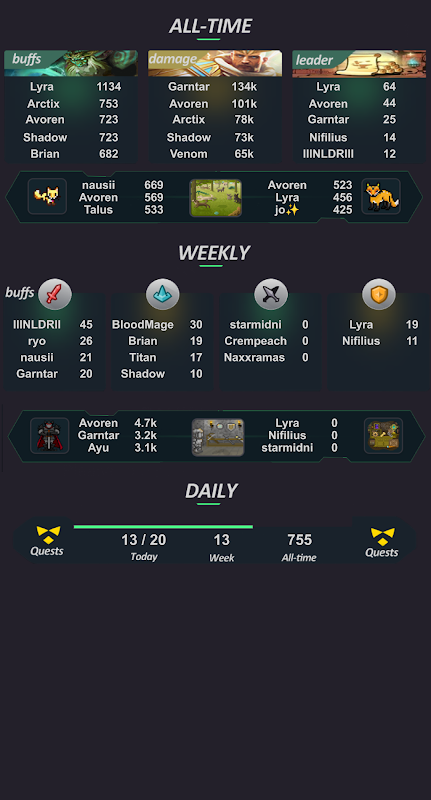 ALL-TIME
buffs
Lyra 1134
Arctix 753
Avoren 723
Shadow 723
Brian 682
damage
Garntar 134k
Avoren 101k
Arctix 78k
Shadow 73k
Venom 65k
leader
Lyra 64
Avoren 44
Garntar 25
Nifilius 14
IIINLDRIII 12
nausii 669
Avoren 569
Talus 533
Avoren 523
Lyra 456
jo✨ 425
WEEKLY
buffs
IIINLDRII 45
ryo 26
nausii 21
Garntar 20
BloodMage 30
Brian 19
Titan 17
Shadow 10
starmidni 0
Crempeach 0
Naxxramas 0
Lyra 19
Nifilius 11
Avoren 4.7k
Garntar 3.2k
Ayu 3.1k
Lyra 0
Nifilius 0
starmidni 0
DAILY
Quests
13 / 20
Today
13
Week
755
All-time
Quests